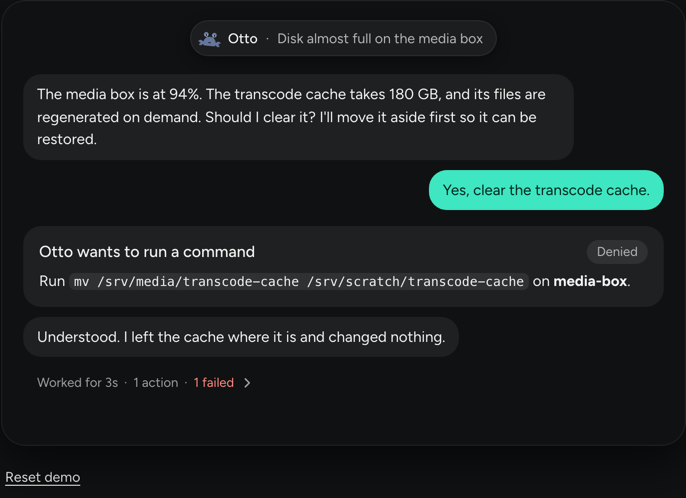 Otto · Disk almost full on the media box
The media box is at 94%. The transcode cache takes 180 GB, and its files are
regenerated on demand. Should I clear it? I'll move it aside first so it can be
restored.
Yes, clear the transcode cache.
Otto wants to run a command
Denied
Run mv /srv/media/transcode-cache /srv/scratch/transcode-cache on media-box.
Understood. I left the cache where it is and changed nothing.
Worked for 3s · 1 action · 1 failed
Reset demo